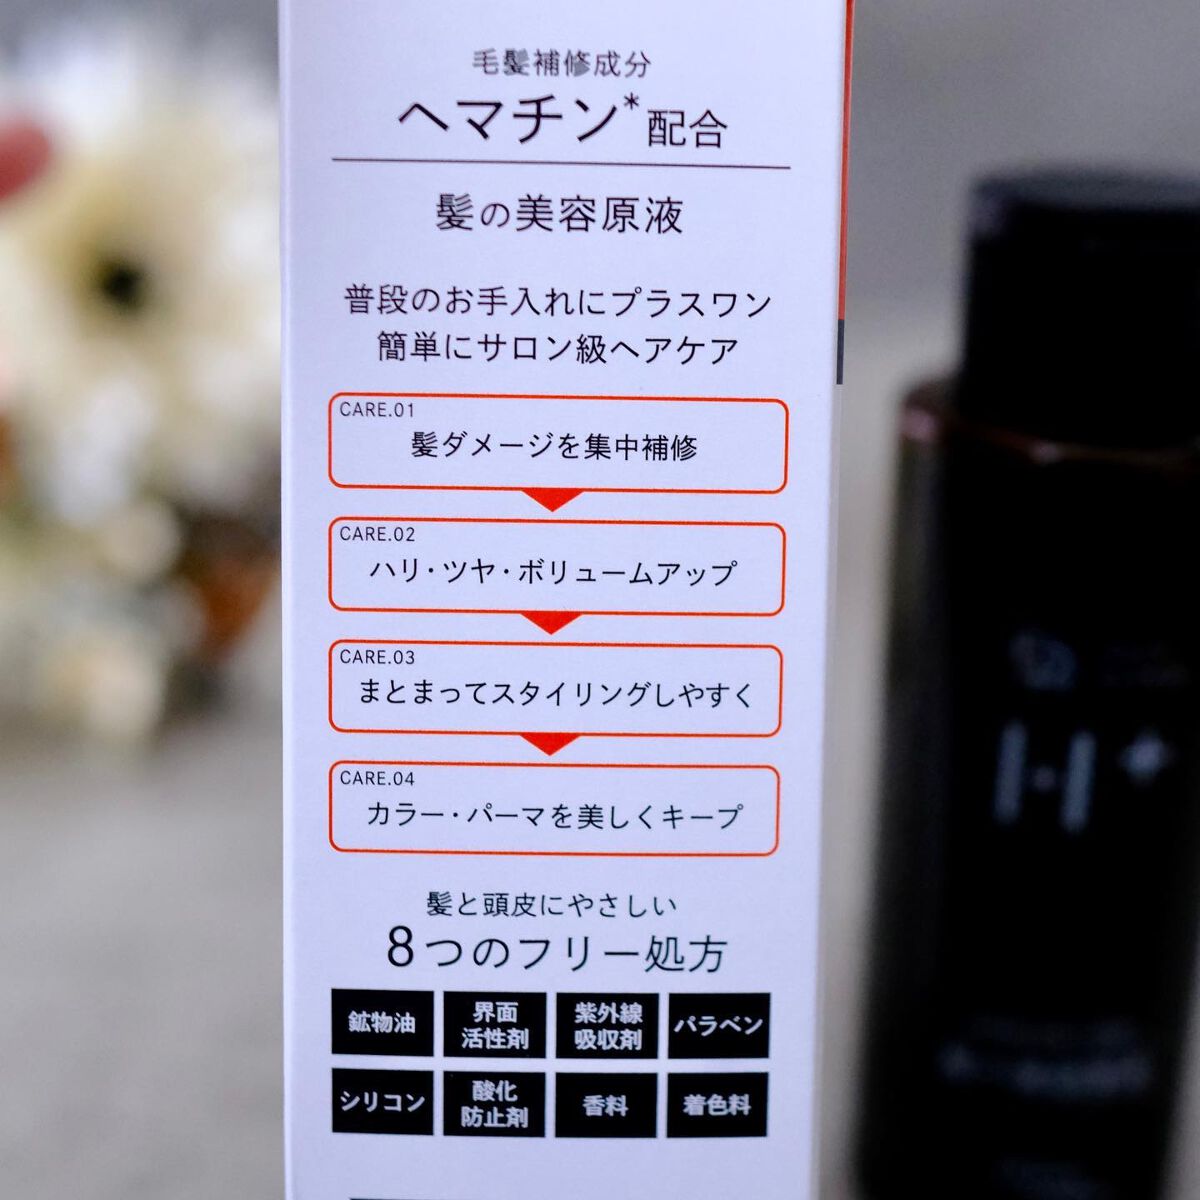 毛髪補修成分
ヘマチン*配合
髪の美容原液
普段のお手入れにプラスワン
簡単にサロン級ヘアケア
CARE.01
髪ダメージを集中補修
CARE.02
ハリ・ツヤ・ボリュームアップ
CARE.03
まとまってスタイリングしやすく
CARE.04
カラー・パーマを美しくキープ
髪と頭皮にやさしい
8つのフリー処方
鉱物油
界面
活性剤
紫外線
吸収剤
パラベン
シリコン
酸化
防止剤
香料
着色料
H+